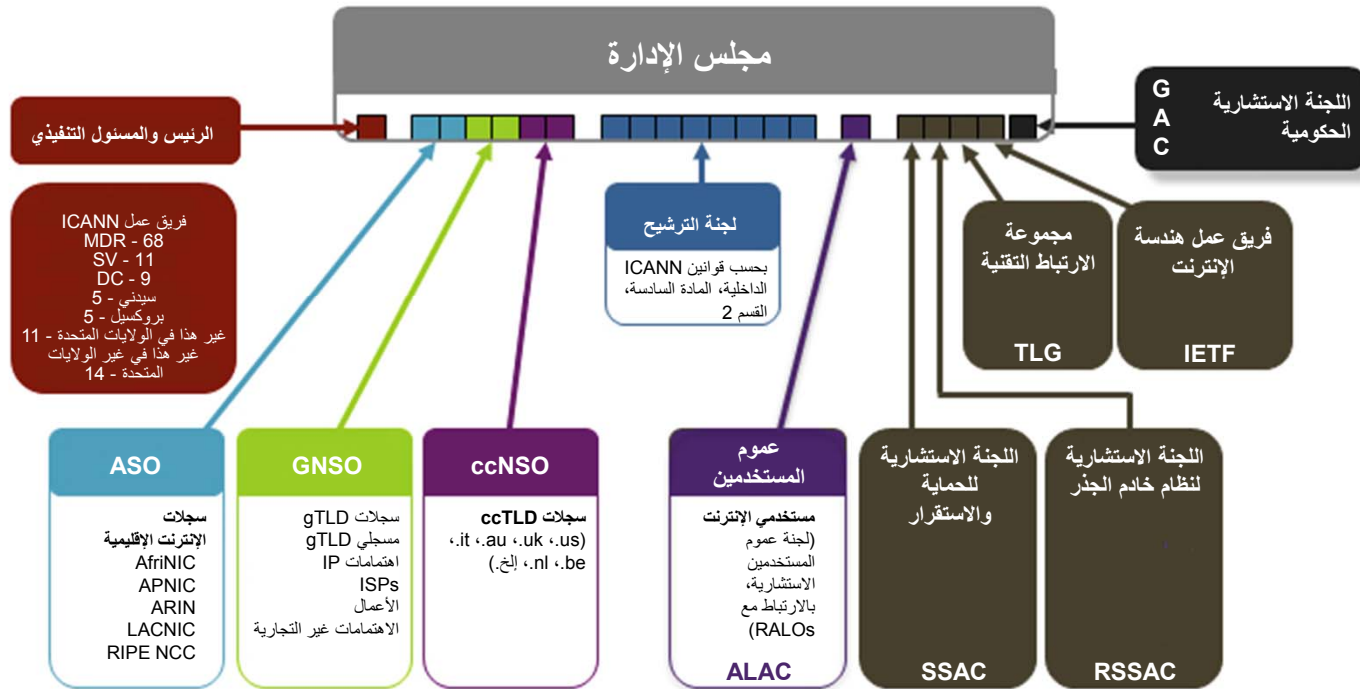 مجلس الإدارة
اللجنة الاستشارية
الحكومية
G
A
C
الرئيس والمسئول التنفيذي
فريق عمل ICANN
MDR - 68
SV - 11
DC - 9
سيدني - 5
بروكسيل - 5
غير هذا في الولايات المتحدة - 11
غير هذا في غير الولايات
المتحدة - 14
لجنة الترشيح
بحسب قوانين ICANN
الداخلية، المادة السادسة،
القسم 2
مجموعة
الارتباط التقنية
TLG
فريق عمل هندسة
الإنترنت
IETF
ASO
سجلات
الإنترنت الإقليمية
AfriNIC
APNIC
ARIN
LACNIC
RIPE NCC
GNSO
سجلات gTLD
مسجلي gTLD
اهتمامات IP
ISPs
الأعمال
الاهتمامات غير التجارية
ccNSO
سجلات ccTLD
(us.، uk.، au.، it.،
be.، nl.، إلخ.)
عموم
المستخدمين
مستخدمي الإنترنت
(لجنة عموم
المستخدمين
الاستشارية،
بالارتباط مع
RALOs)
ALAC
اللجنة الاستشارية
للحماية
والاستقرار
SSAC
اللجنة الاستشارية
لنظام خادم الجذر
RSSAC